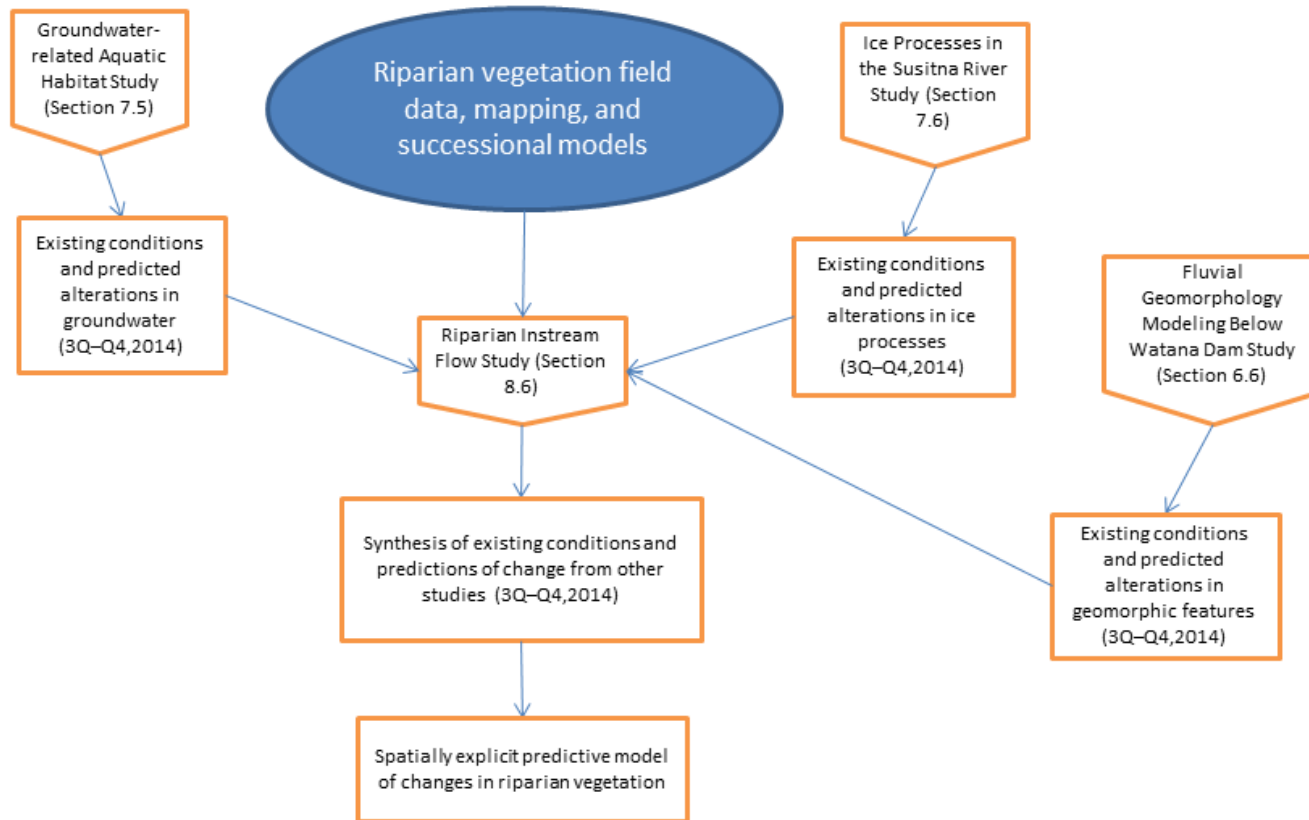 Groundwater-
related Aquatic
Habitat Study
(Section 7.5)
Riparian vegetation field
data, mapping, and
successional models
Ice Processes in
the Susitna River
Study (Section
7.6)
Existing conditions
and predicted
alterations in
groundwater
(3Q–Q4,2014)
Riparian Instream
Flow Study (Section
8.6)
Existing conditions
and predicted
alterations in ice
processes
(3Q–Q4,2014)
Fluvial
Geomorphology
Modeling Below
Watana Dam Study
(Section 6.6)
Synthesis of existing conditions and
predictions of change from other
studies (3Q–Q4,2014)
Existing conditions
and predicted
alterations in
geomorphic features
(3Q–Q4,2014)
Spatially explicit predictive model
of changes in riparian vegetation